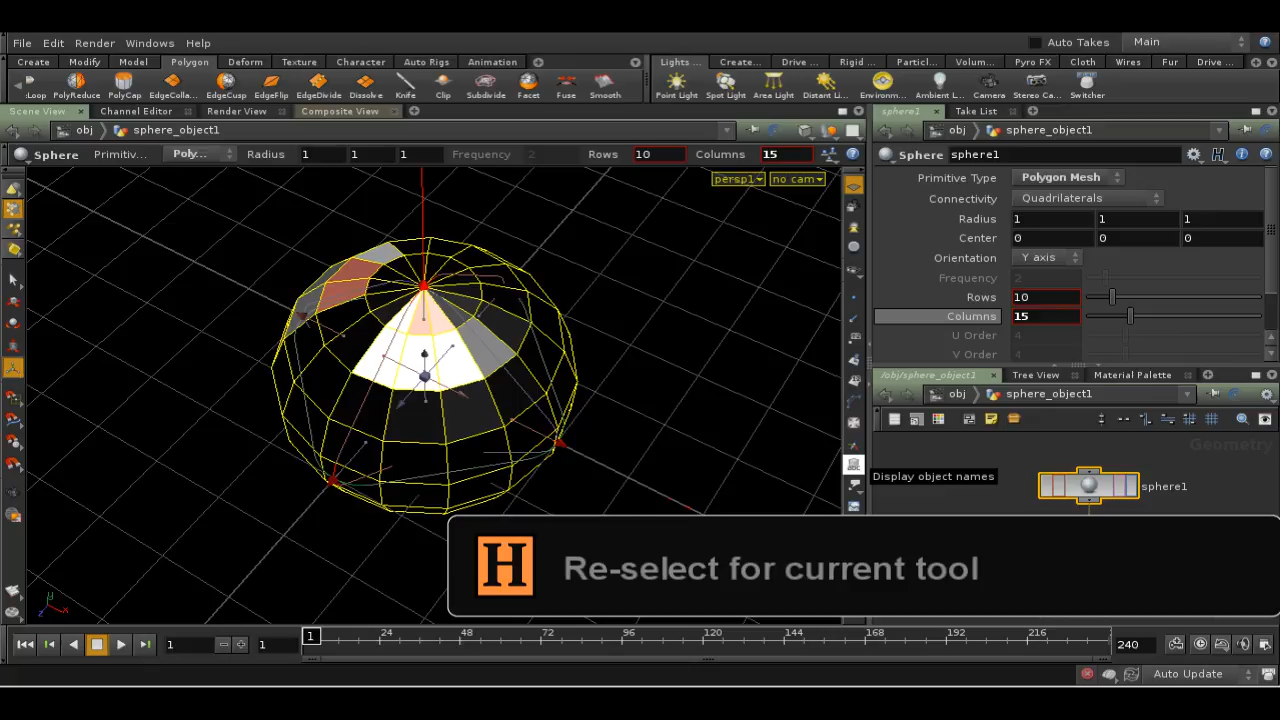 File Edit Render Windows Help Auto Takes Main
Create Modify Model Polygon Deform Texture Character Auto Rigs Animation Lights ... Create... Drive ... Rigid ... Particl... Volum... Pyro FX Cloth Wires Fur Drive ...
:Loop PolyReduce PolyCap EdgeColla... EdgeCusp EdgeFlip EdgeDivide Dissolve Knife Clip Subdivide Facet Fuse Smooth Point Light Spot Light Area Light Distant Li... Environm... Ambient L... Camera Stereo Ca... Switcher
Scene View Channel Editor Render View Composite View sphere1 Take List
obj sphere_object1 obj sphere_object1
Sphere Primitiv... Poly... Radius 1 1 1 Frequency 2 Rows 10 Columns 15 Sphere sphere1
persp1 no cam
Primitive Type Polygon Mesh
Connectivity Quadrilaterals
Radius 1 1 1
Center 0 0 0
Orientation Y axis
Frequency 2
Rows 10
Columns 15
U Order 4
V Order 4
/obj/sphere_object1 Tree View Material Palette
obj sphere_object1
Geometry
Display object names
sphere1
H Re-select for current tool
y
z x
1 1 1 24 48 72 96 120 144 168 192 216 240
Auto Update